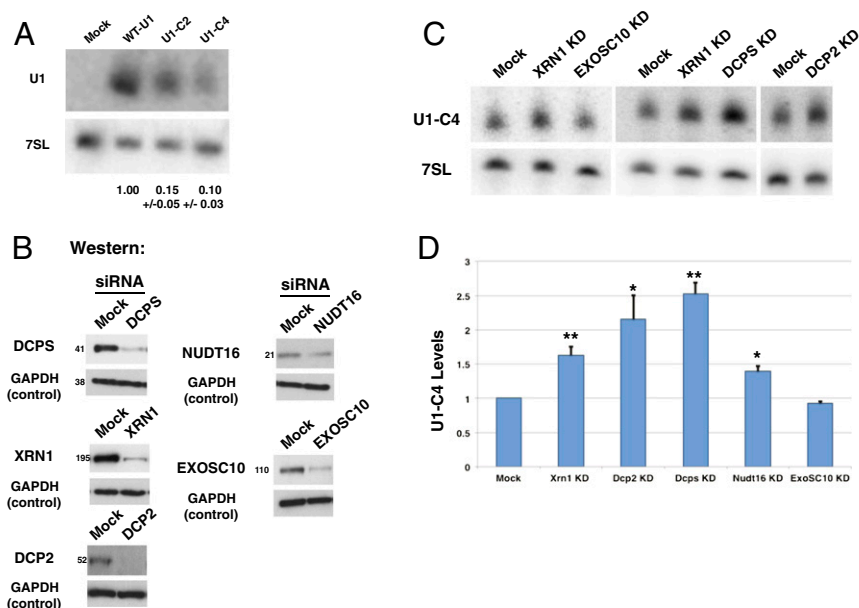 A
Mock WT-U1 U1-C2 U1-C4
U1
7SL
1.00 0.15 0.10
+/-0.05 +/- 0.03
B Western:
siRNA
Mock DCPS
DCPS 41
GAPDH 38
(control)
Mock XRN1
XRN1 195
GAPDH
(control)
Mock DCP2
DCP2 52
GAPDH
(control)
siRNA
Mock NUDT16
NUDT16 21
GAPDH
(control)
Mock EXOSC10
EXOSC10 110
GAPDH
(control)
C
Mock XRN1 KD EXOSC10 KD Mock XRN1 KD DCPS KD Mock DCP2 KD
U1-C4
7SL
D
U1-C4 Levels
3
2.5
2
1.5
1
0.5
0
** * ** *
Mock Xrn1 KD Dcp2 KD Dcps KD Nudt16 KD ExoSC10 KD